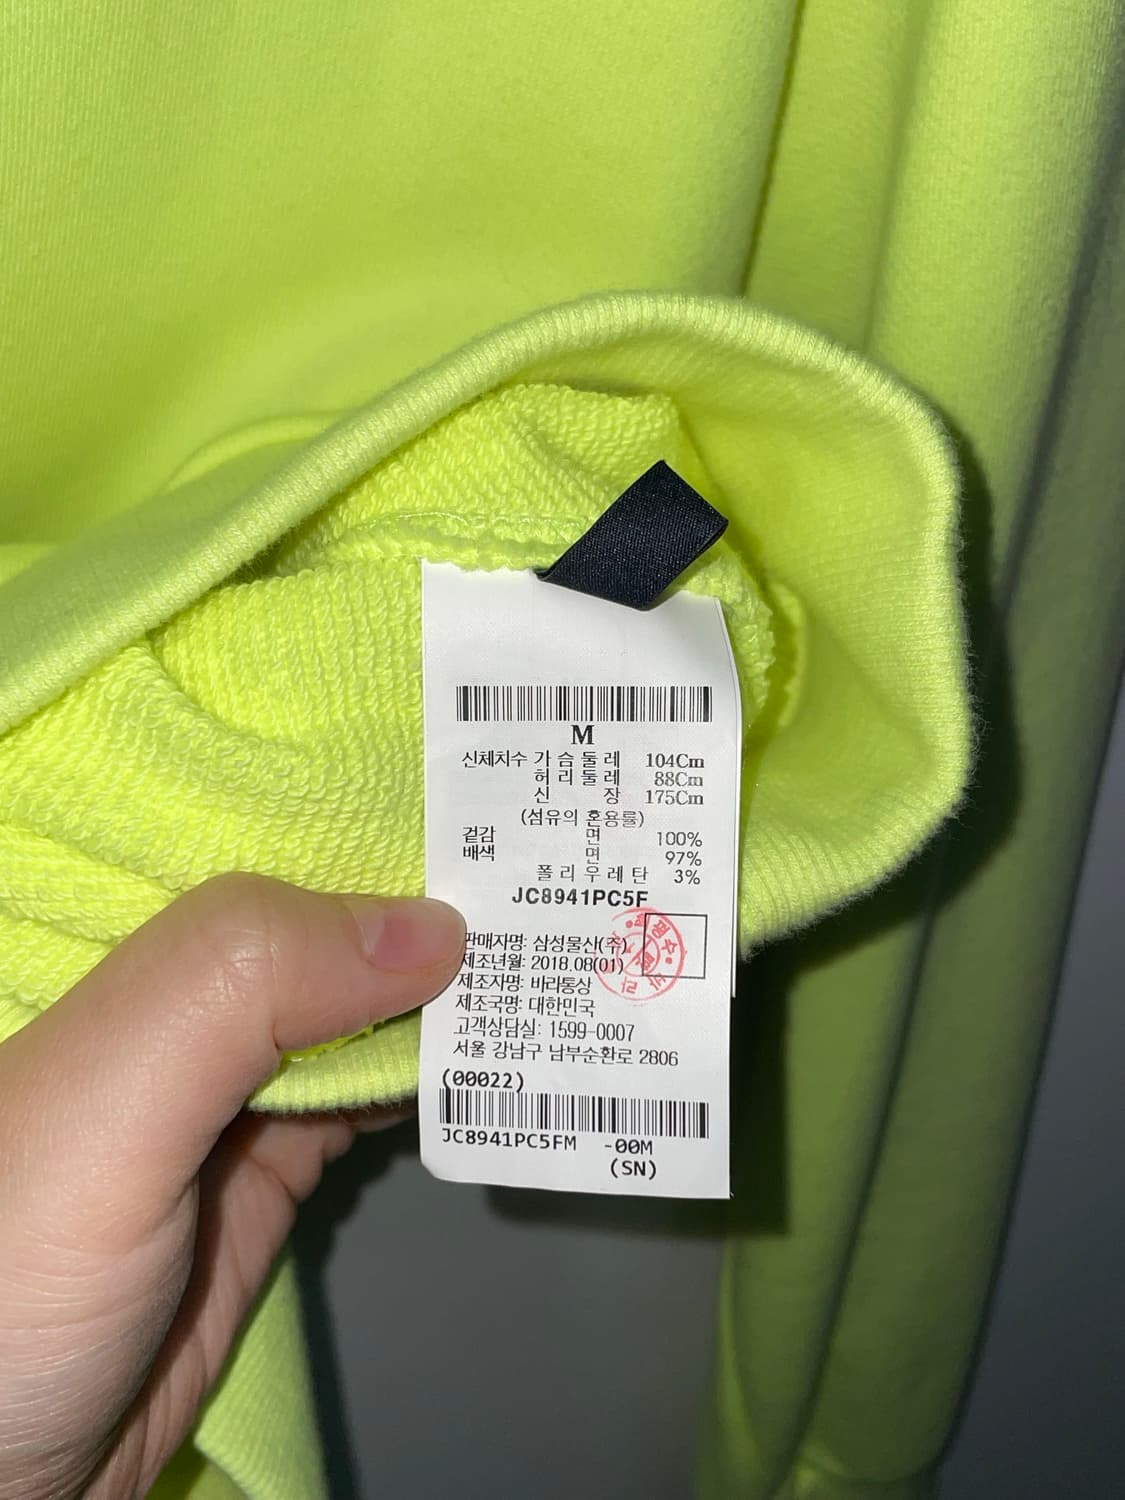 M
신체치수 가 슴 둘 레 104Cm
허 리 둘 레 88Cm
신 장 175Cm
(섬유의 혼용률)
겉감 면 100%
배색 면 97%
폴 리 우 레 탄 3%
JC8941PC5F
판매자명: 삼성물산(주)
제조년월: 2018.08(01)
제조자명: 바라통상
제조국명: 대한민국
고객상담실: 1599-0007
서울 강남구 남부순환로 2806
(00022)
JC8941PC5FM -00M
(SN)